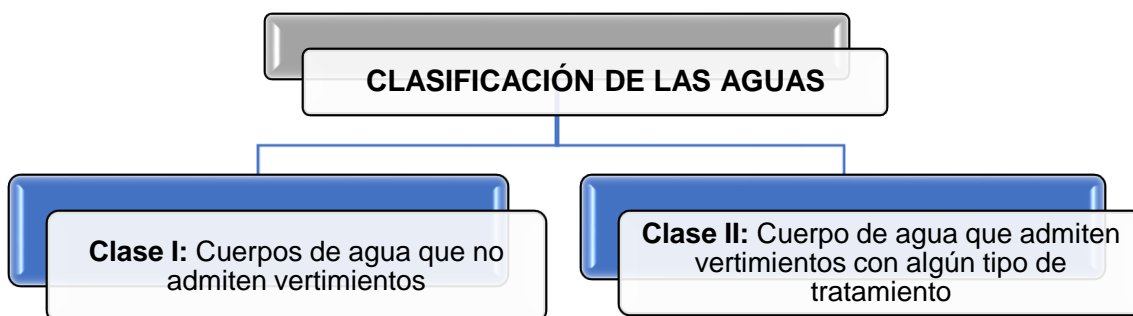 CLASIFICACIÓN DE LAS AGUAS
Clase I: Cuerpos de agua que no
admiten vertimientos
Clase II: Cuerpo de agua que admiten
vertimientos con algún tipo de
tratamiento